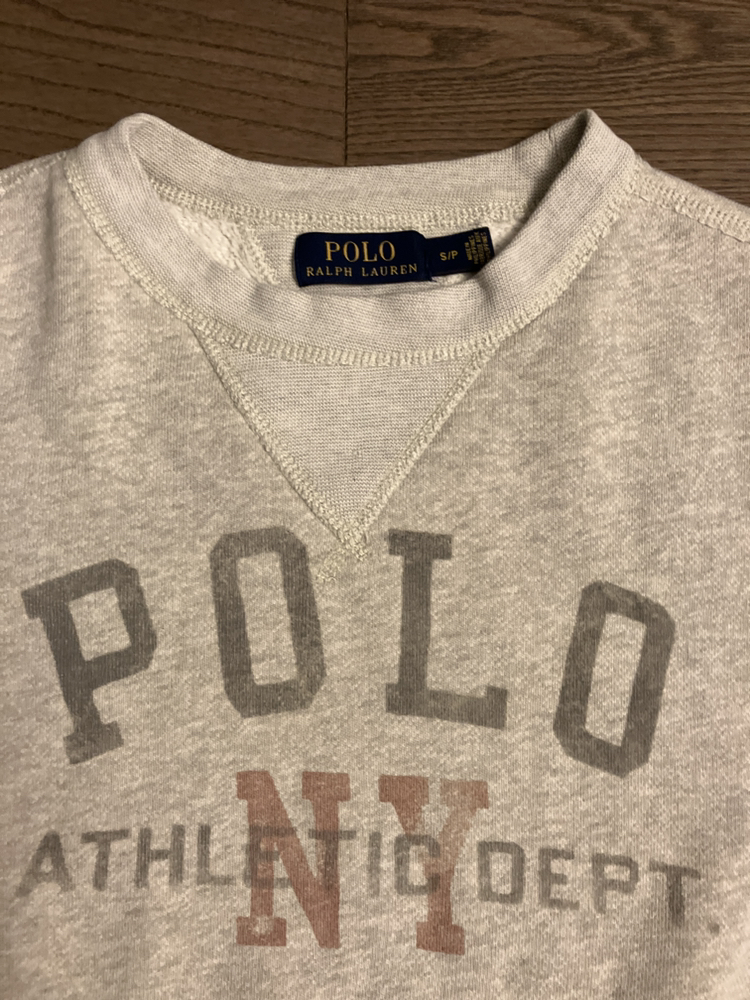 POLO
RALPH LAUREN
S/P
POLO
NY
ATHLETIC DEPT.